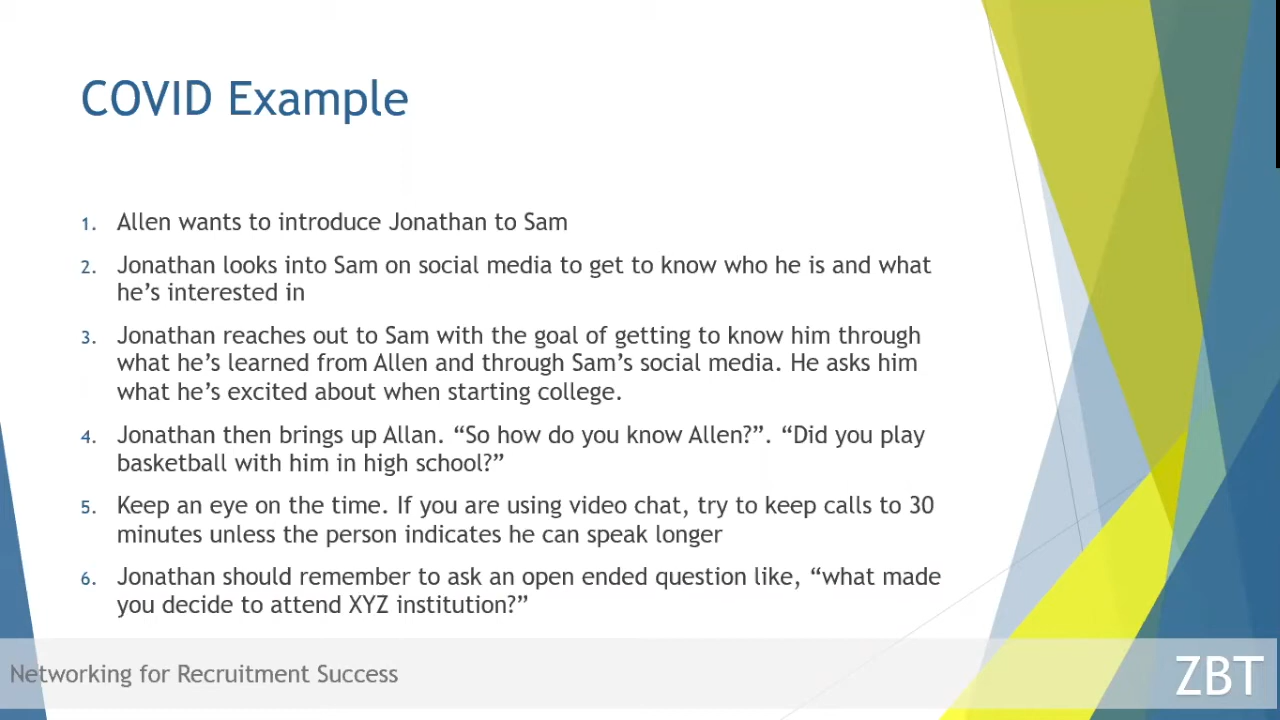 COVID Example
1. Allen wants to introduce Jonathan to Sam
2. Jonathan looks into Sam on social media to get to know who he is and what
he’s interested in
3. Jonathan reaches out to Sam with the goal of getting to know him through
what he’s learned from Allen and through Sam’s social media. He asks him
what he’s excited about when starting college.
4. Jonathan then brings up Allan. “So how do you know Allen?”. “Did you play
basketball with him in high school?”
5. Keep an eye on the time. If you are using video chat, try to keep calls to 30
minutes unless the person indicates he can speak longer
6. Jonathan should remember to ask an open ended question like, “what made
you decide to attend XYZ institution?”
Networking for Recruitment Success
ZBT